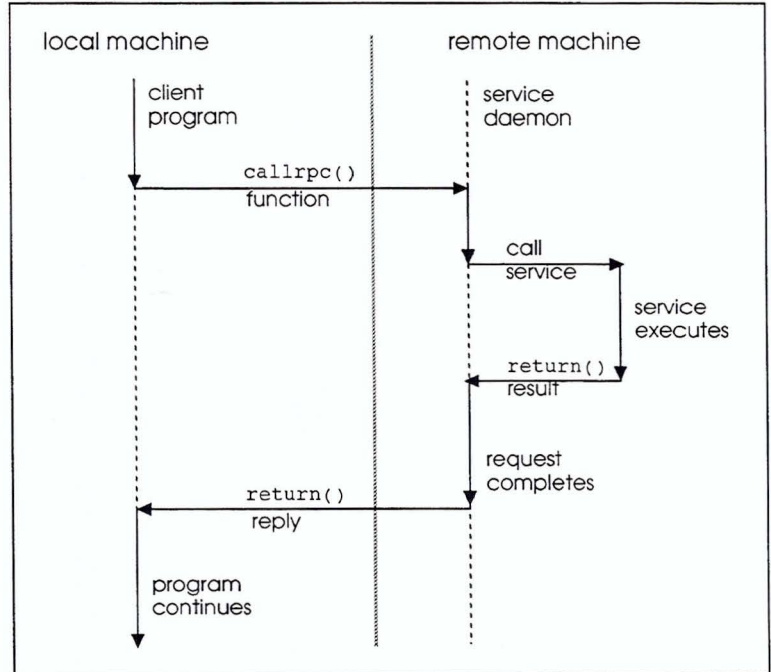 local machine
remote machine
client
program
service
daemon
callrpc()
function
call
service
service
executes
return()
result
request
completes
return()
reply
program
continues